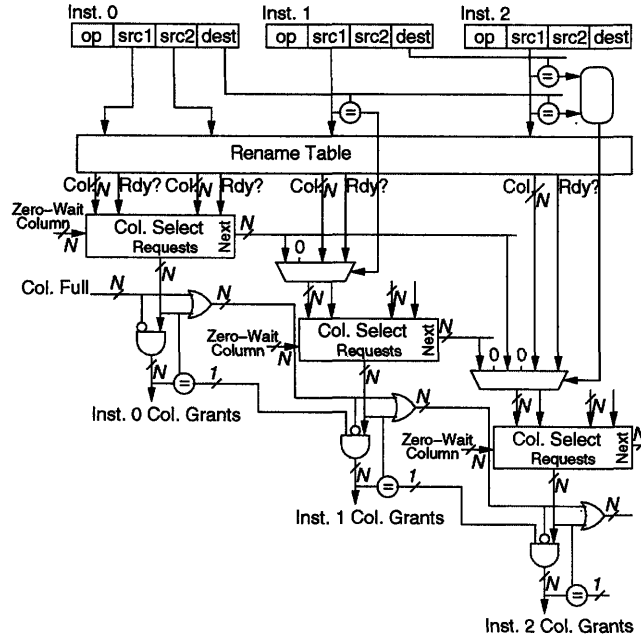 Inst. 0 Inst. 1 Inst. 2
op src1 src2 dest op src1 src2 dest op src1 src2 dest
= =
= =
Rename Table
Col. N Rdy? Col. N Rdy? Col. N Rdy? Col. N Rdy?
Zero-Wait
Column N
Col. Select
Requests
Next N
0
N
Col. Full N N
N N
Zero-Wait
Column N
Col. Select
Requests
Next N
0 0
N
= 1
Inst. 0 Col. Grants
N
N
N N
Zero-Wait
Column N
Col. Select
Requests
Next N
N
= 1
Inst. 1 Col. Grants
N
N
N
= 1
Inst. 2 Col. Grants